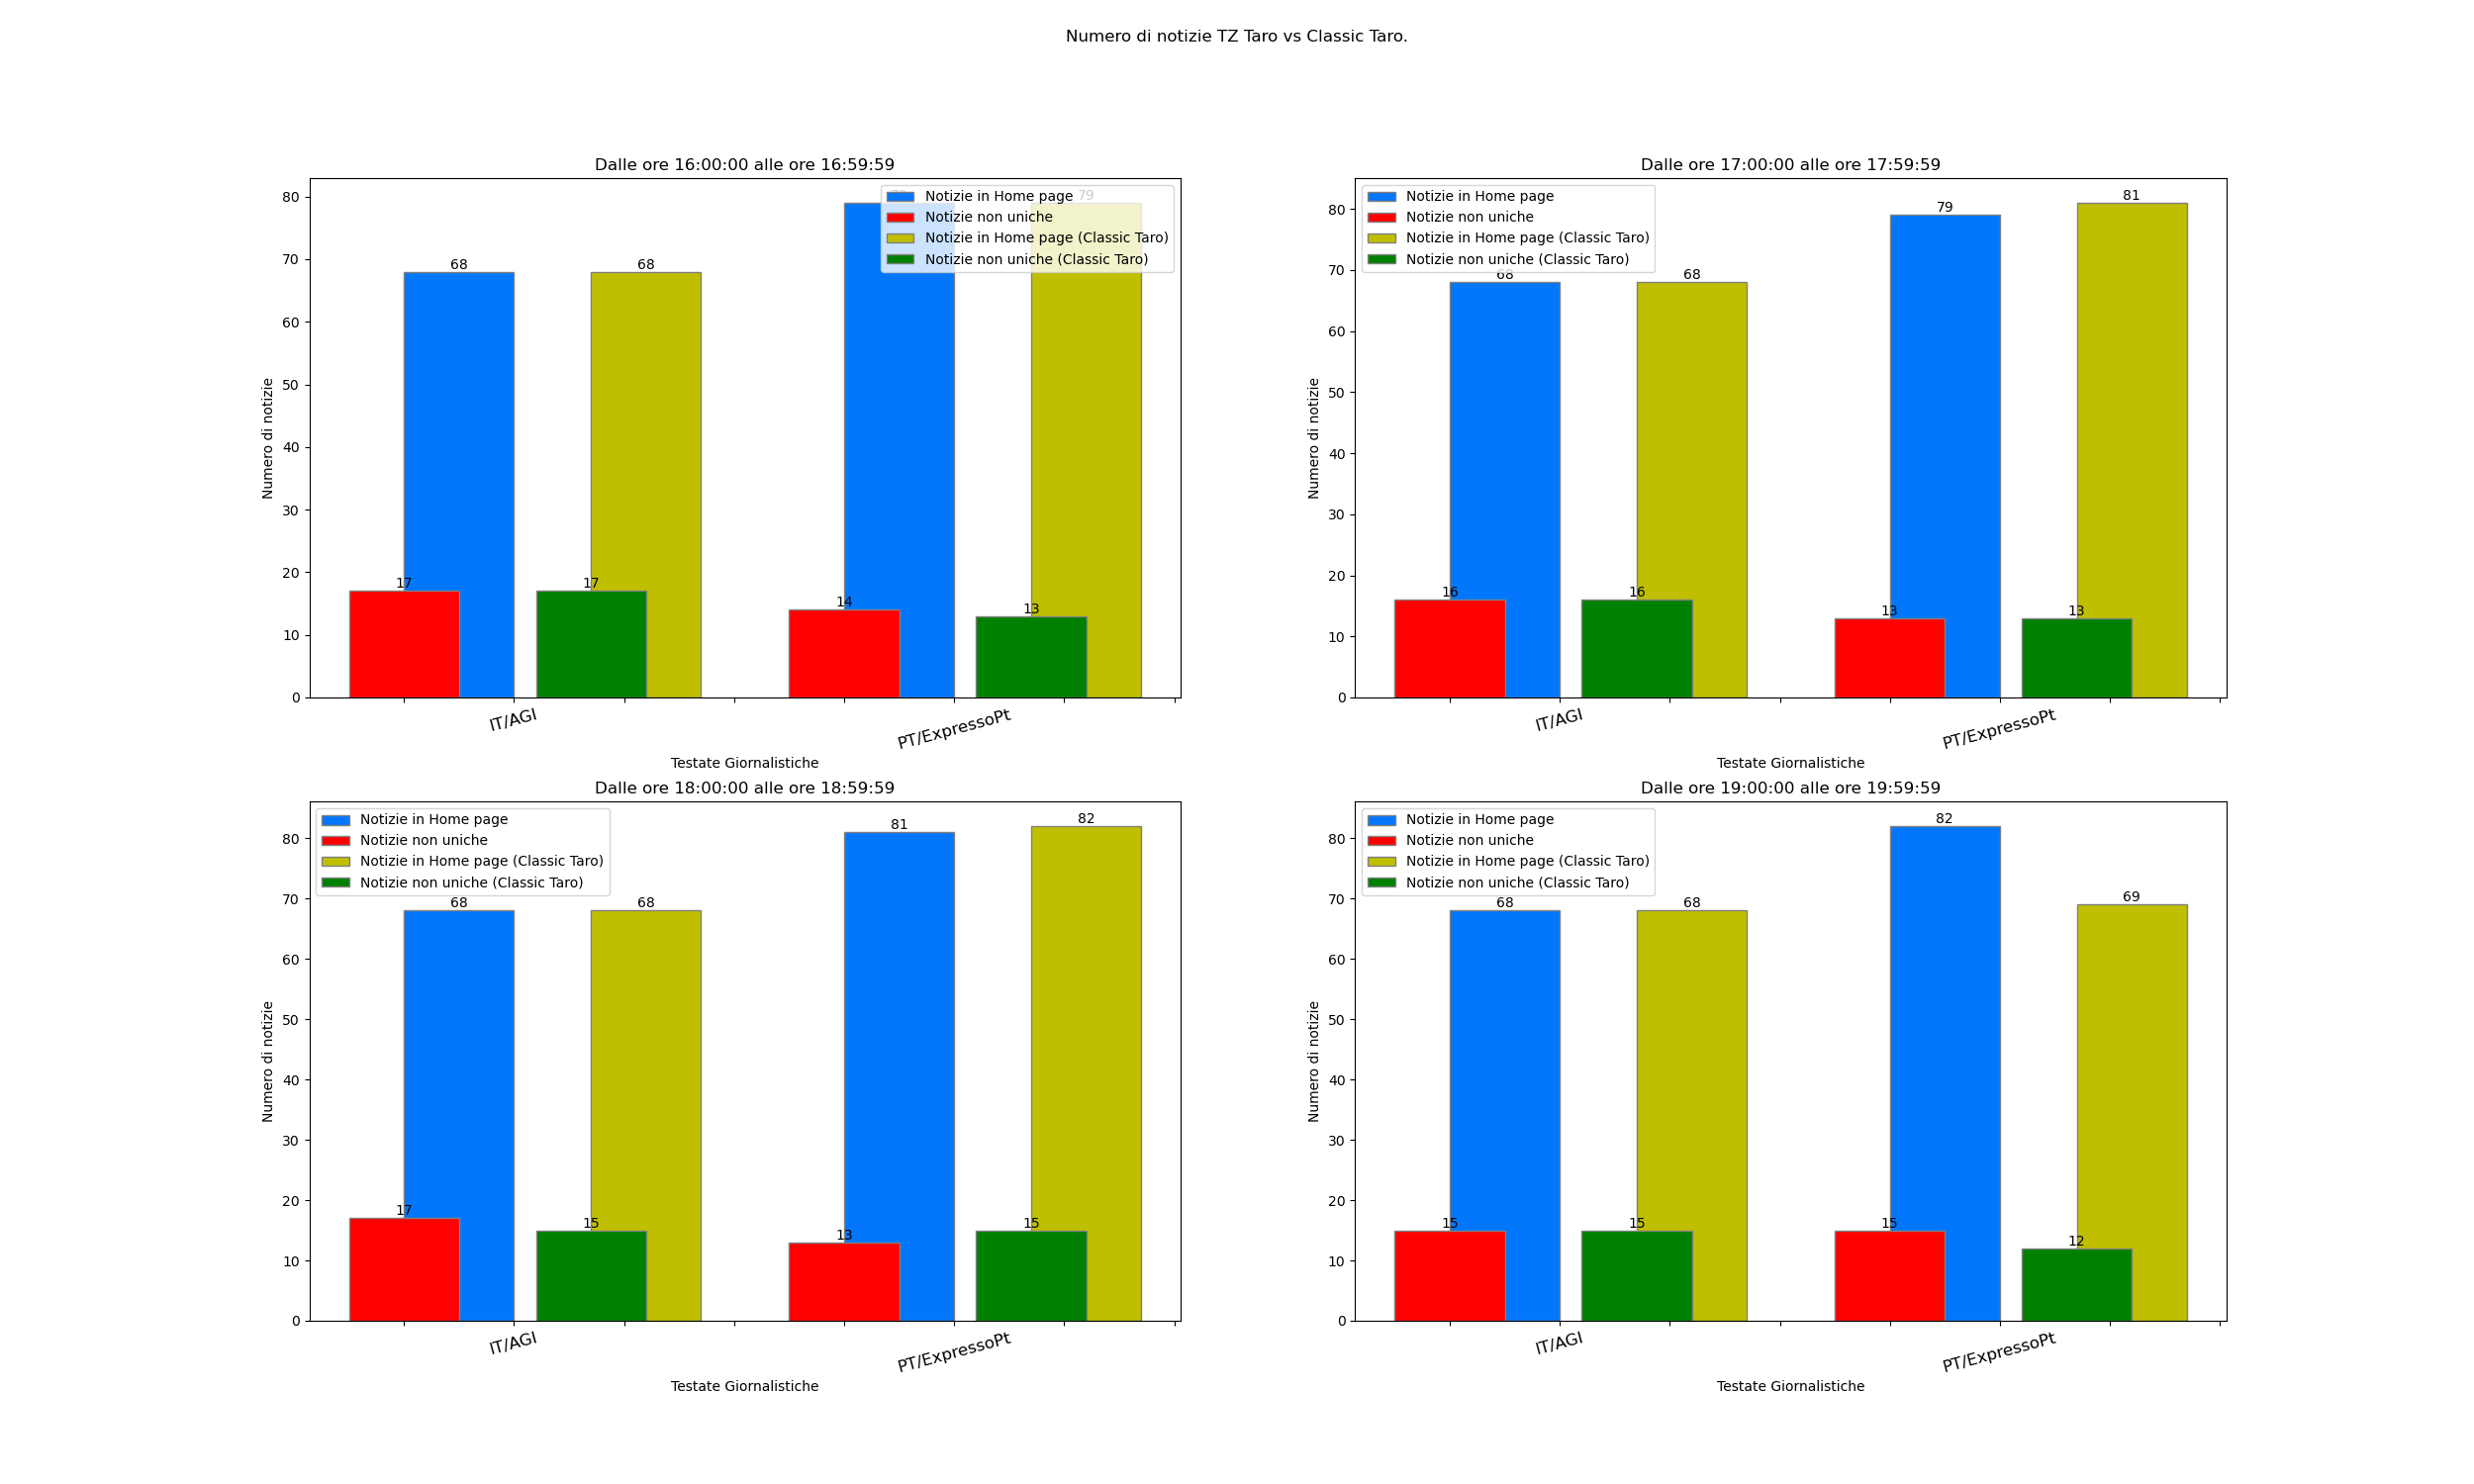 Numero di notizie TZ Taro vs Classic Taro.
Dalle ore 16:00:00 alle ore 16:59:59
Numero di notizie
80
70
60
50
40
30
20
10
0
Notizie in Home page
Notizie non uniche
Notizie in Home page (Classic Taro)
Notizie non uniche (Classic Taro)
79
68
68
17
17
14
13
IT/AGI
PT/ExpressoPt
Testate Giornalistiche
Dalle ore 17:00:00 alle ore 17:59:59
Numero di notizie
80
70
60
50
40
30
20
10
0
Notizie in Home page
Notizie non uniche
Notizie in Home page (Classic Taro)
Notizie non uniche (Classic Taro)
68
68
79
81
16
16
13
13
IT/AGI
PT/ExpressoPt
Testate Giornalistiche
Dalle ore 18:00:00 alle ore 18:59:59
Numero di notizie
80
70
60
50
40
30
20
10
0
Notizie in Home page
Notizie non uniche
Notizie in Home page (Classic Taro)
Notizie non uniche (Classic Taro)
68
68
81
82
17
15
13
15
IT/AGI
PT/ExpressoPt
Testate Giornalistiche
Dalle ore 19:00:00 alle ore 19:59:59
Numero di notizie
80
70
60
50
40
30
20
10
0
Notizie in Home page
Notizie non uniche
Notizie in Home page (Classic Taro)
Notizie non uniche (Classic Taro)
68
68
82
69
15
15
15
12
IT/AGI
PT/ExpressoPt
Testate Giornalistiche